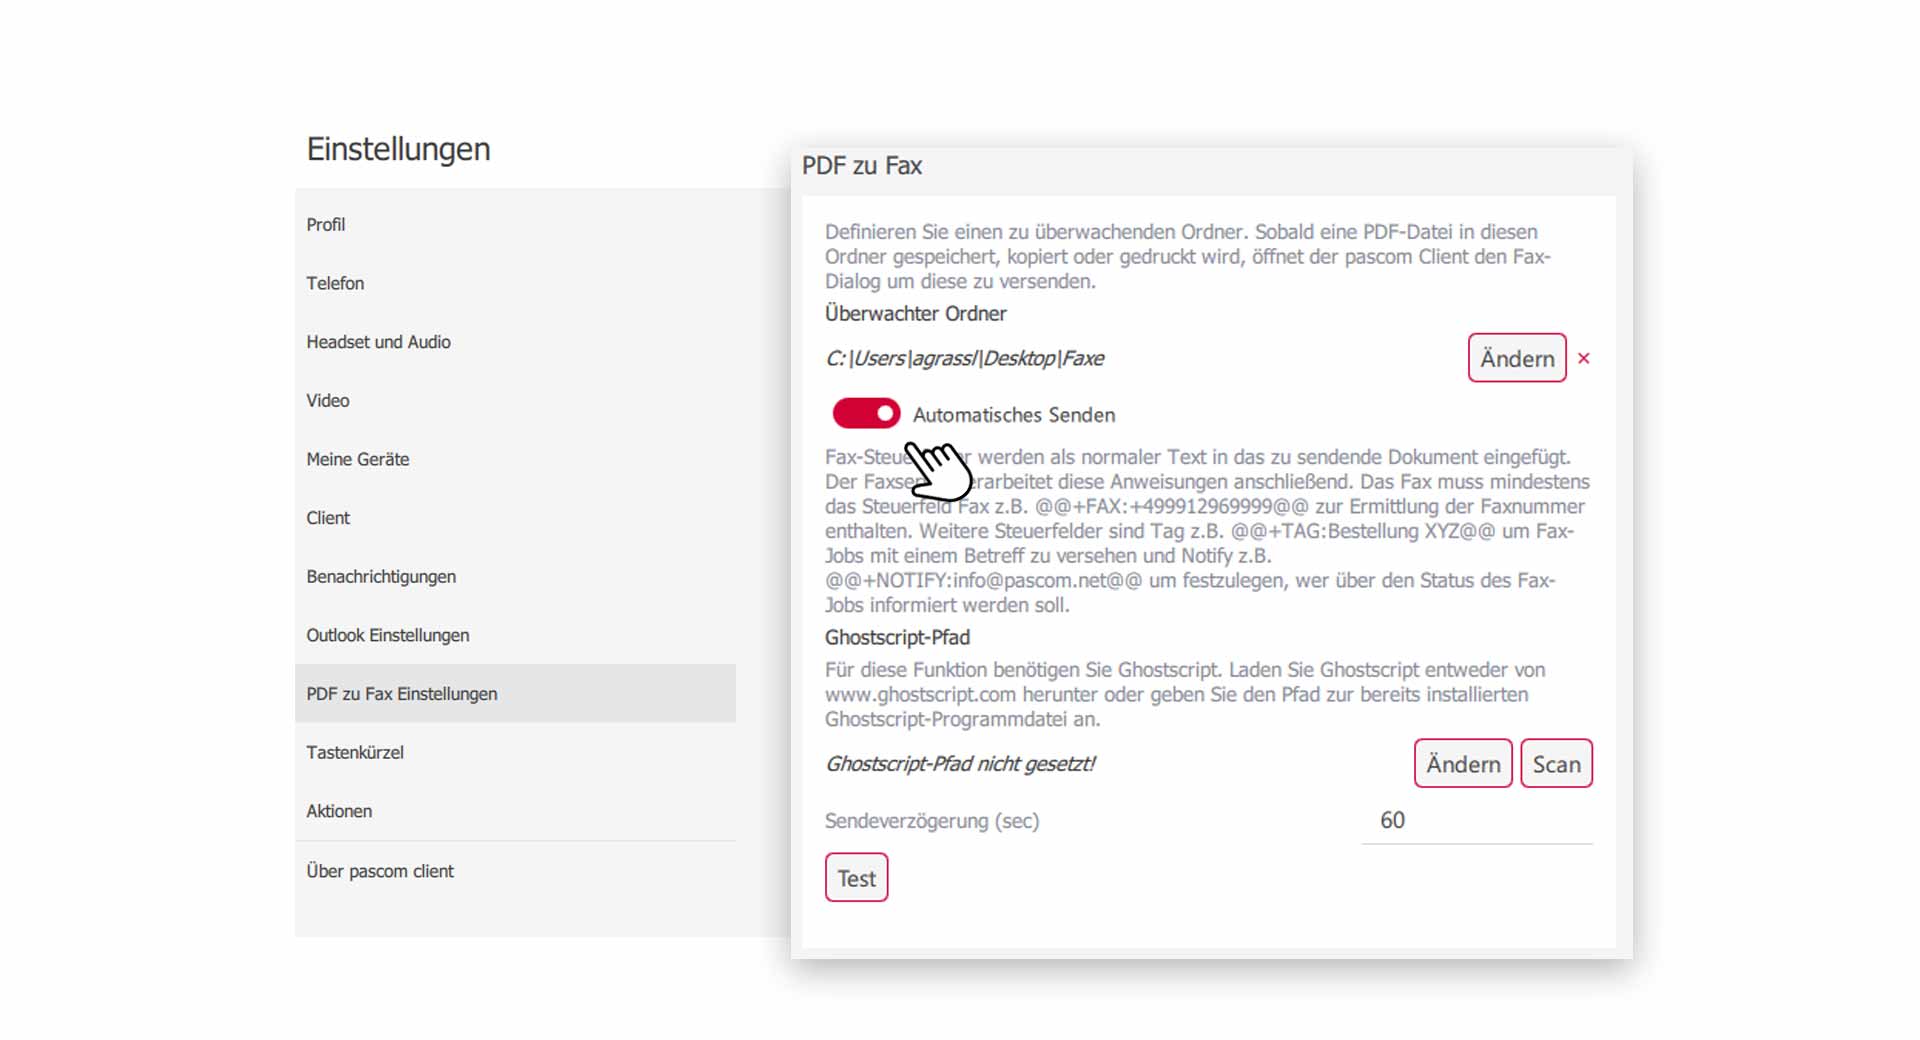 Einstellungen
Profil
Telefon
Headset und Audio
Video
Meine Geräte
Client
Benachrichtigungen
Outlook Einstellungen
PDF zu Fax Einstellungen
Tastenkürzel
Aktionen
Über pascom client
PDF zu Fax
Definieren Sie einen zu überwachenden Ordner. Sobald eine PDF-Datei in diesen
Ordner gespeichert, kopiert oder gedruckt wird, öffnet der pascom Client den Fax-
Dialog um diese zu versenden.
Überwachter Ordner
C:\Users\agrassl\Desktop\Faxe
Ändern ×
Automatisches Senden
werden als normaler Text in das zu sendende Dokument eingefügt.
Der diese Anweisungen anschließend. Das Fax muss mindestens
das Steuerfeld Fax z.B. @@+FAX:+499912969999@@ zur Ermittlung der Faxnummer
enthalten. Weitere Steuerfelder sind Tag z.B. @@+TAG:Bestellung XYZ@@ um Fax-
Jobs mit einem Betreff zu versehen und Notify z.B.
@@+NOTIFY:info@pascom.net@@ um festzulegen, wer über den Status des Fax-
Jobs informiert werden soll.
Ghostscript-Pfad
Für diese Funktion benötigen Sie Ghostscript. Laden Sie Ghostscript entweder von
www.ghostscript.com herunter oder geben Sie den Pfad zur bereits installierten
Ghostscript-Programmdatei an.
Ghostscript-Pfad nicht gesetzt!
Ändern Scan
Sendeverzögerung (sec) 60
Test